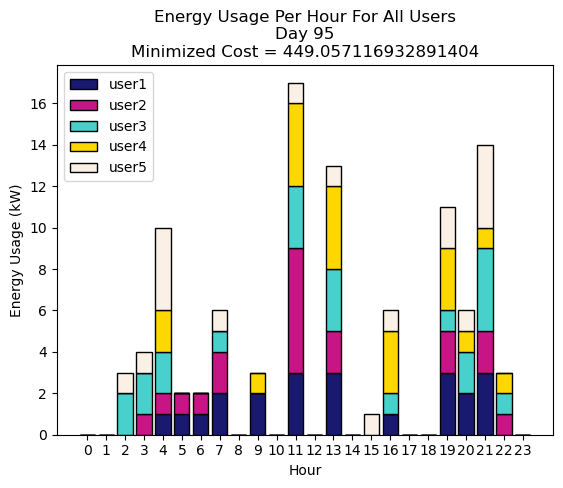 Energy Usage Per Hour For All Users
Day 95
Minimized Cost = 449.057116932891404
user1
user2
user3
user4
user5
Energy Usage (kW)
16
14
12
10
8
6
4
2
0
0 1 2 3 4 5 6 7 8 9 10 11 12 13 14 15 16 17 18 19 20 21 22 23
Hour